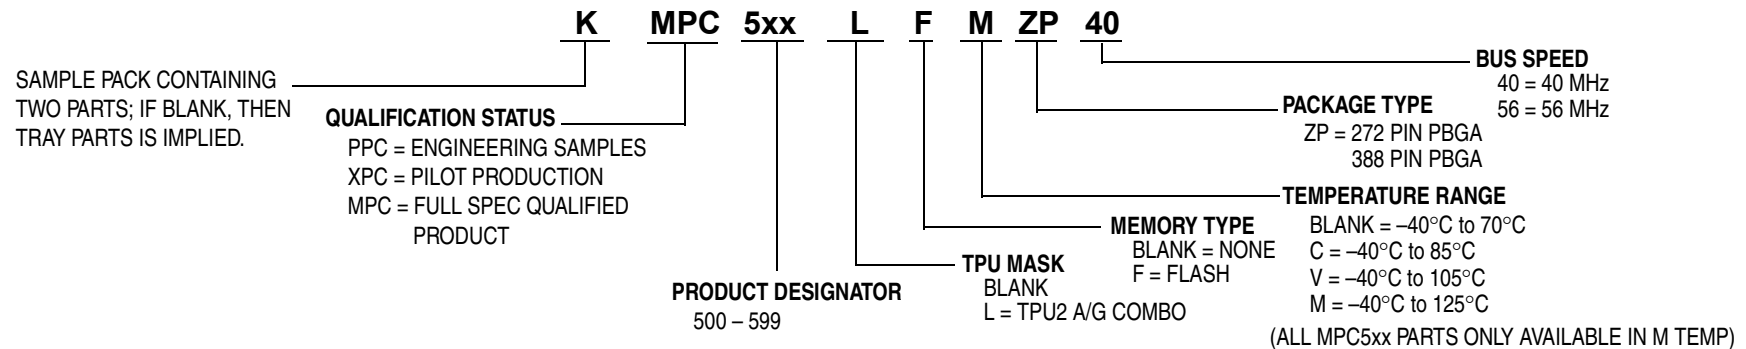 K MPC 5xx L F M ZP 40
SAMPLE PACK CONTAINING
TWO PARTS; IF BLANK, THEN
TRAY PARTS IS IMPLIED.
QUALIFICATION STATUS
PPC = ENGINEERING SAMPLES
XPC = PILOT PRODUCTION
MPC = FULL SPEC QUALIFIED
PRODUCT
PRODUCT DESIGNATOR
500 – 599
TPU MASK
BLANK
L = TPU2 A/G COMBO
MEMORY TYPE
BLANK = NONE
F = FLASH
TEMPERATURE RANGE
BLANK = –40°C to 70°C
C = –40°C to 85°C
V = –40°C to 105°C
M = –40°C to 125°C
(ALL MPC5xx PARTS ONLY AVAILABLE IN M TEMP)
PACKAGE TYPE
ZP = 272 PIN PBGA
388 PIN PBGA
BUS SPEED
40 = 40 MHz
56 = 56 MHz